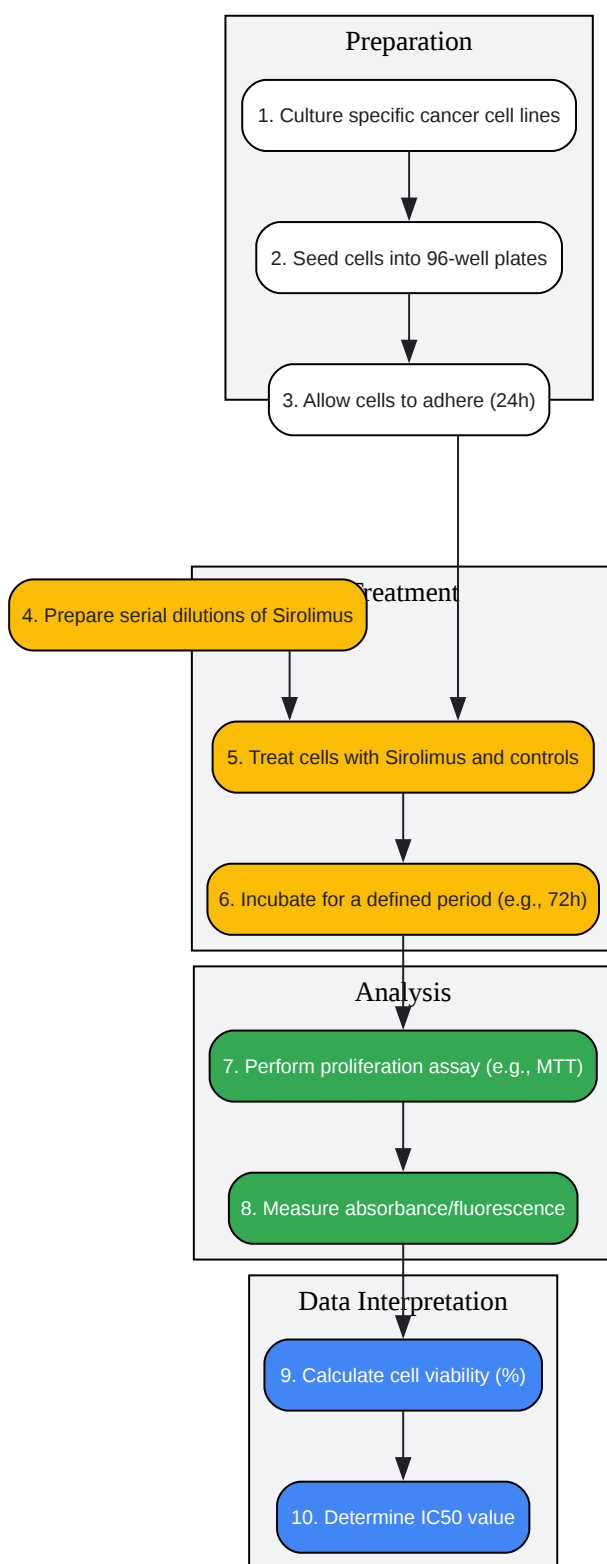 Preparation
1. Culture specific cancer cell lines
2. Seed cells into 96-well plates
3. Allow cells to adhere (24h)
Treatment
4. Prepare serial dilutions of Sirolimus
5. Treat cells with Sirolimus and controls
6. Incubate for a defined period (e.g., 72h)
Analysis
7. Perform proliferation assay (e.g., MTT)
8. Measure absorbance/fluorescence
Data Interpretation
9. Calculate cell viability (%)
10. Determine IC50 value